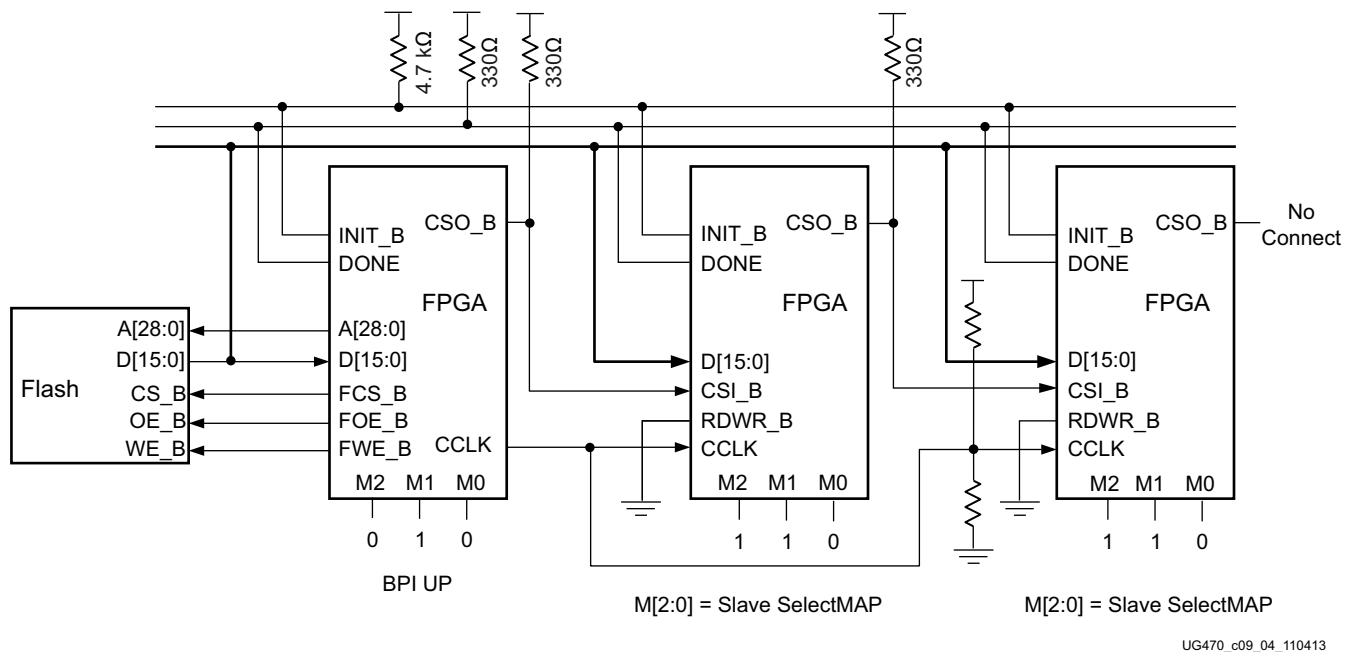 4.7 kΩ
330Ω
330Ω
330Ω
INIT_B
DONE
CSO_B
FPGA
A[28:0]
D[15:0]
FCS_B
FOE_B
FWE_B
CCLK
M2 M1 M0
0 1 0
BPI UP
Flash
A[28:0]
D[15:0]
CS_B
OE_B
WE_B
INIT_B
DONE
CSO_B
FPGA
D[15:0]
CSI_B
RDWR_B
CCLK
M2 M1 M0
1 1 0
M[2:0] = Slave SelectMAP
INIT_B
DONE
CSO_B
No
Connect
FPGA
D[15:0]
CSI_B
RDWR_B
CCLK
M2 M1 M0
1 1 0
M[2:0] = Slave SelectMAP
UG470_c09_04_110413